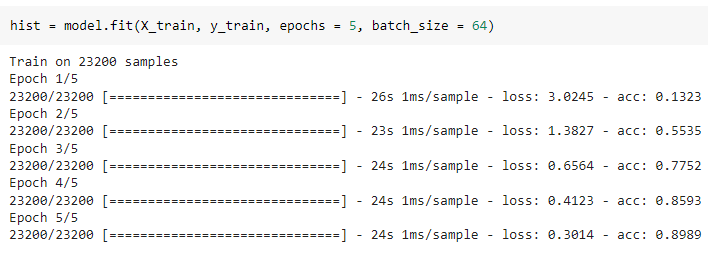 hist = model.fit(X_train, y_train, epochs = 5, batch_size = 64)
Train on 23200 samples
Epoch 1/5
23200/23200 [==============================] - 26s 1ms/sample - loss: 3.0245 - acc: 0.1323
Epoch 2/5
23200/23200 [==============================] - 23s 1ms/sample - loss: 1.3827 - acc: 0.5535
Epoch 3/5
23200/23200 [==============================] - 24s 1ms/sample - loss: 0.6564 - acc: 0.7752
Epoch 4/5
23200/23200 [==============================] - 24s 1ms/sample - loss: 0.4123 - acc: 0.8593
Epoch 5/5
23200/23200 [==============================] - 24s 1ms/sample - loss: 0.3014 - acc: 0.8989